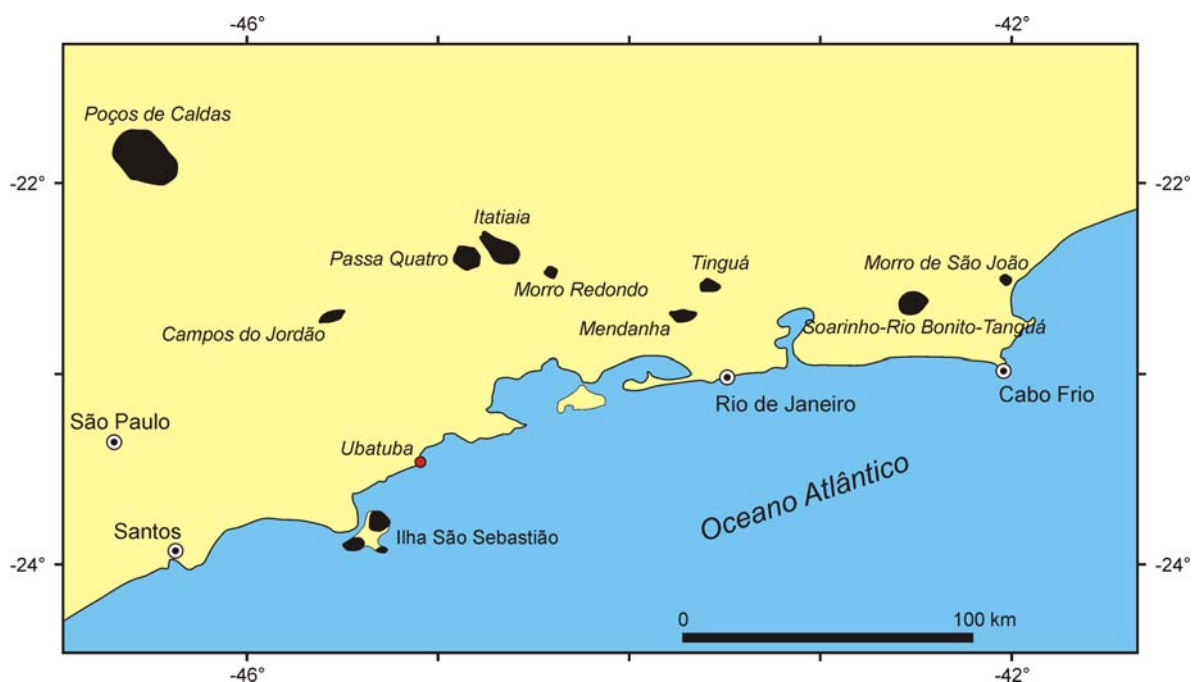 -46°
-42°
Poços de Caldas
-22°
-22°
Itatiaia
Passa Quatro
Tinguá
Morro de São João
Morro Redondo
Campos do Jordão
Mendanha
Soarinho-Rio Bonito-Tanguá
Cabo Frio
Rio de Janeiro
São Paulo
Ubatuba
Oceano Atlântico
Santos
Ilha São Sebastião
-24°
-24°
0
100 km
-46°
-42°